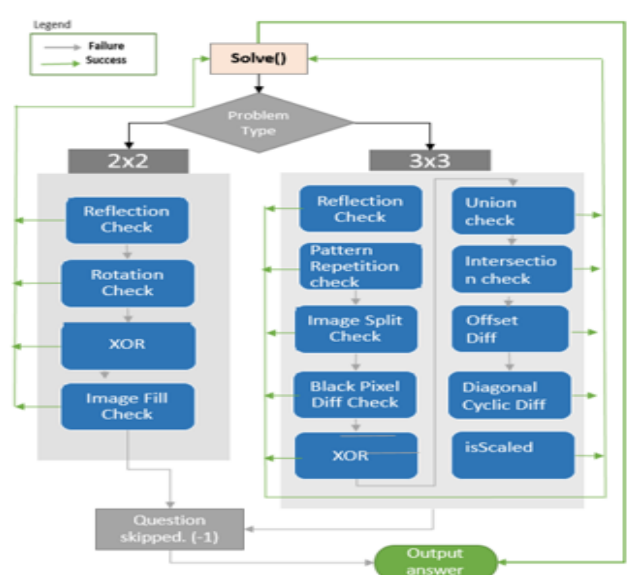 Legend
Failure
Success
Solve()
Problem
Type
2x2
3x3
Reflection
Check
Rotation
Check
XOR
Image Fill
Check
Reflection
Check
Pattern
Repetition
check
Image Split
Check
Black Pixel
Diff Check
XOR
Union
check
Intersectio
n check
Offset
Diff
Diagonal
Cyclic Diff
isScaled
Question
skipped. (-1)
Output
answer